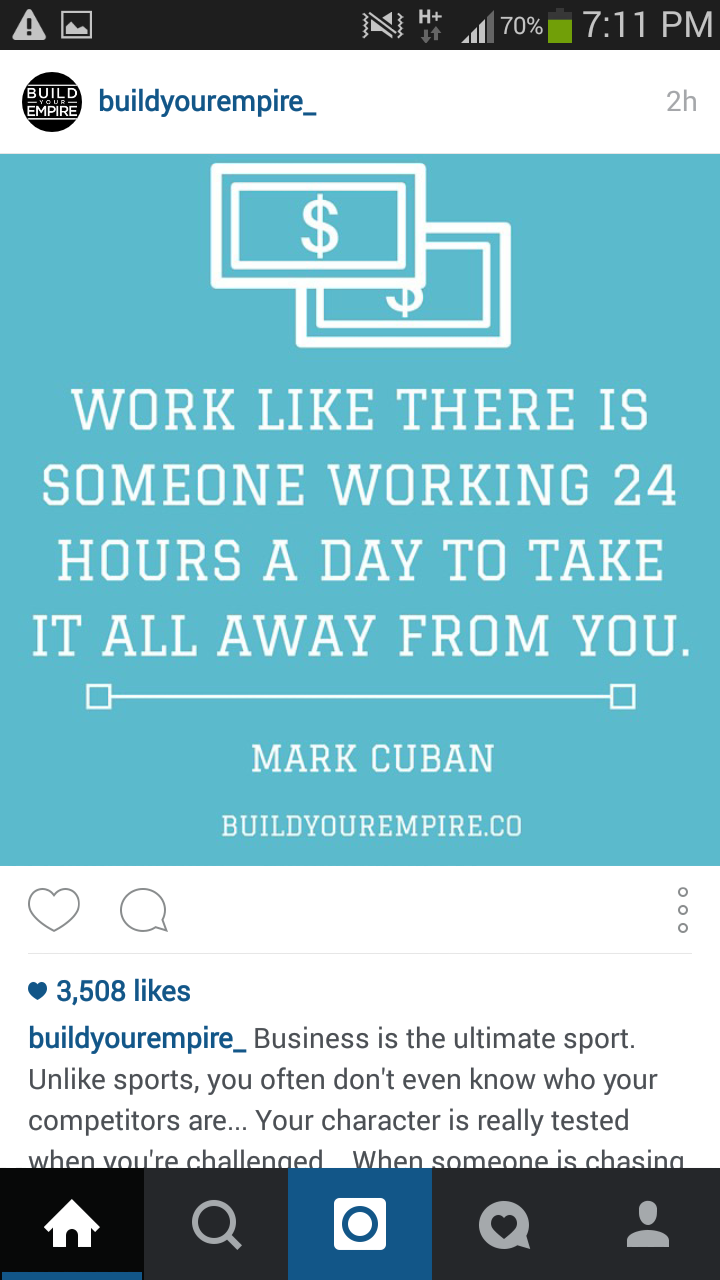 H+ 70% 7:11 PM
BUILD
YOUR
EMPIRE
buildyourempire_ 2h
$
$
WORK LIKE THERE IS
SOMEONE WORKING 24
HOURS A DAY TO TAKE
IT ALL AWAY FROM YOU.
MARK CUBAN
BUILDYOUREMPIRE.CO
3,508 likes
buildyourempire_ Business is the ultimate sport.
Unlike sports, you often don't even know who your
competitors are... Your character is really tested
when you're challenged... When someone is chasing